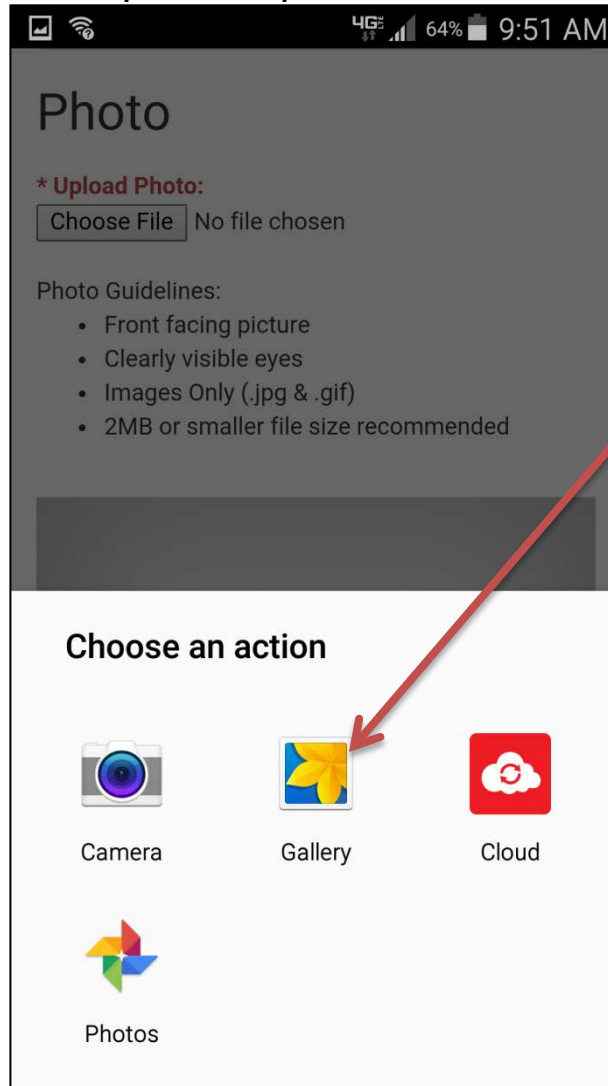 4G LTE 64% 9:51 AM
Photo
* Upload Photo:
Choose File No file chosen
Photo Guidelines:
• Front facing picture
• Clearly visible eyes
• Images Only (.jpg & .gif)
• 2MB or smaller file size recommended
Choose an action
Camera Gallery Cloud
Photos